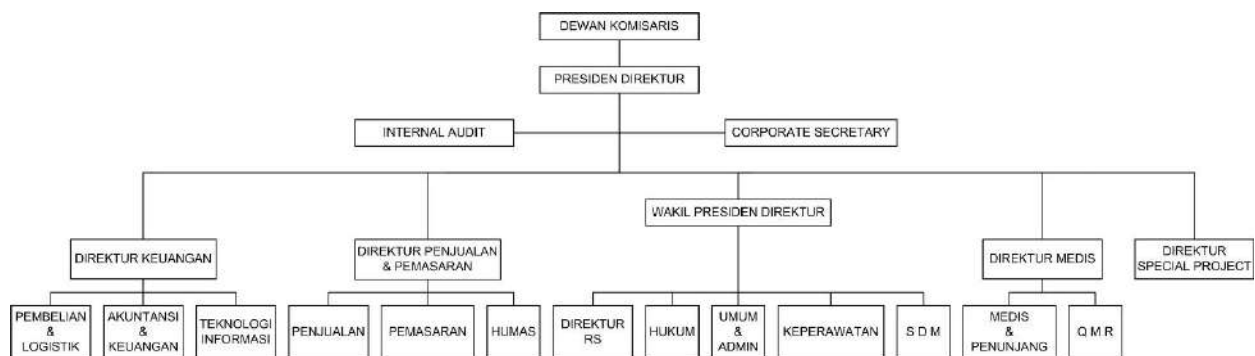 DEWAN KOMISARIS
PRESIDEN DIREKTUR
INTERNAL AUDIT
CORPORATE SECRETARY
WAKIL PRESIDEN DIREKTUR
DIREKTUR KEUANGAN
DIREKTUR PENJUALAN
& PEMASARAN
DIREKTUR MEDIS
DIREKTUR
SPECIAL PROJECT
PEMBELIAN
&
LOGISTIK
AKUNTANSI
&
KEUANGAN
TEKNOLOGI
INFORMASI
PENJUALAN
PEMASARAN
HUMAS
DIREKTUR
RS
HUKUM
UMUM
&
ADMIN
KEPERAWATAN
S D M
MEDIS
&
PENUNJANG
Q M R